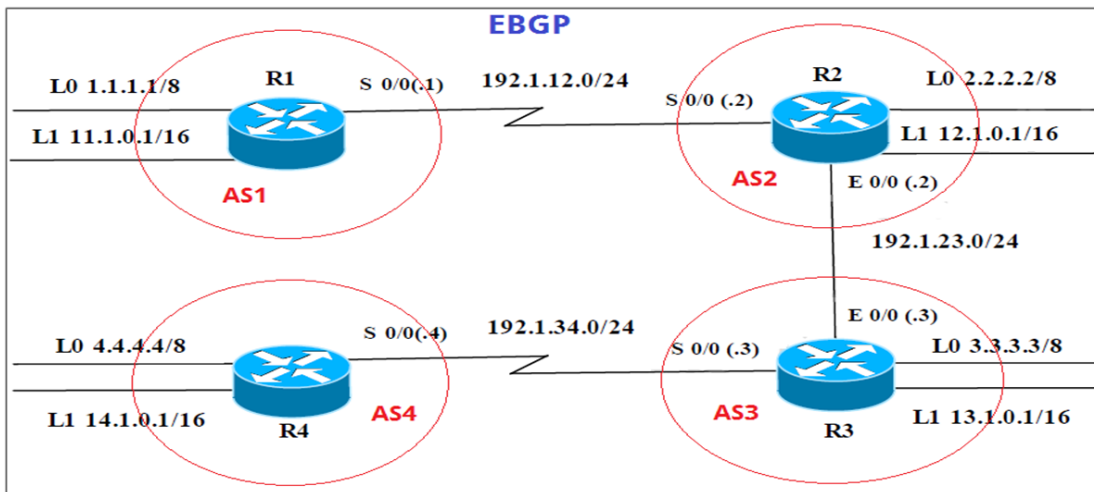 EBGP
R1
L0 1.1.1.1/8
S 0/0(.1)
192.1.12.0/24
L1 11.1.0.1/16
AS1
R2
S 0/0 (.2)
L0 2.2.2.2/8
L1 12.1.0.1/16
AS2
E 0/0 (.2)
192.1.23.0/24
L0 4.4.4.4/8
S 0/0(.4)
192.1.34.0/24
L1 14.1.0.1/16
R4
AS4
E 0/0 (.3)
S 0/0 (.3)
L0 3.3.3.3/8
AS3
L1 13.1.0.1/16
R3